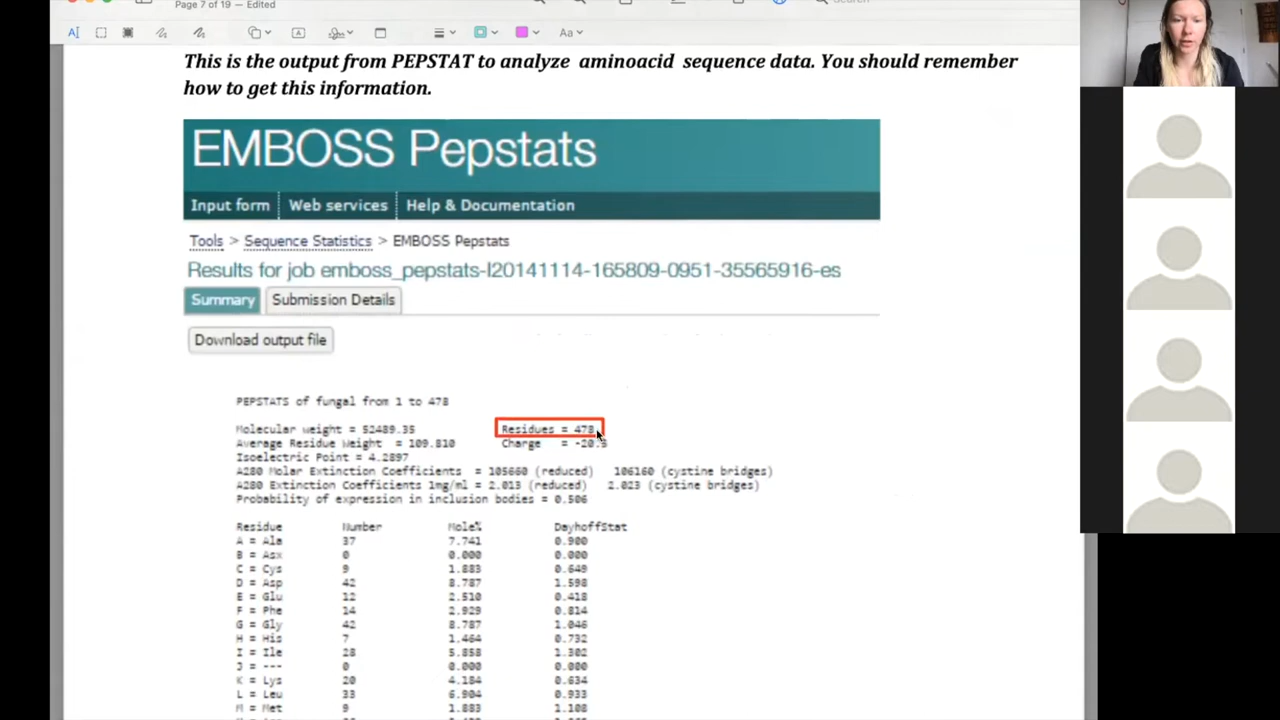 Page 7 of 19 — Edited
Search
This is the output from PEPSTAT to analyze aminoacid sequence data. You should remember
how to get this information.
EMBOSS Pepstats
Input form Web services Help & Documentation
Tools > Sequence Statistics > EMBOSS Pepstats
Results for job emboss_pepstats-I20141114-165809-0951-35565916-es
Summary Submission Details
Download output file
PEPSTATS of fungal from 1 to 478
Molecular weight = 52489.35 Residues = 478
Average Residue Weight = 109.810 Charge = -20.5
Isoelectric Point = 4.2897
A280 Molar Extinction Coefficients = 105660 (reduced) 106160 (cystine bridges)
A280 Extinction Coefficients 1mg/ml = 2.013 (reduced) 2.023 (cystine bridges)
Probability of expression in inclusion bodies = 0.506
Residue Number Mole% DayhoffStat
A = Ala 37 7.741 0.900
B = Asx 0 0.000 0.000
C = Cys 9 1.883 0.649
D = Asp 42 8.787 1.598
E = Glu 12 2.510 0.418
F = Phe 14 2.929 0.814
G = Gly 42 8.787 1.046
H = His 7 1.464 0.732
I = Ile 28 5.858 1.302
J = --- 0 0.000 0.000
K = Lys 20 4.184 0.634
L = Leu 33 6.904 0.933
M = Met 9 1.883 1.108